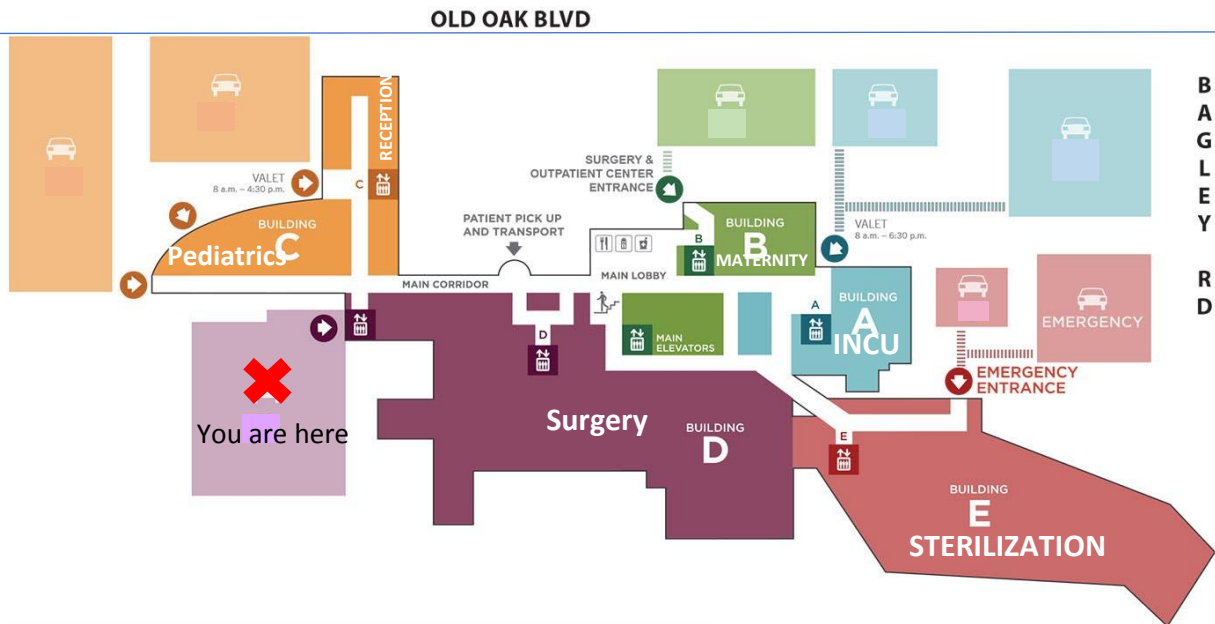 OLD OAK BLVD
BAGLEY RD
RECEPTION
VALET
8 a.m. – 4:30 p.m.
C
BUILDING
C
Pediatrics
SURGERY &
OUTPATIENT CENTER
ENTRANCE
PATIENT PICK UP
AND TRANSPORT
MAIN LOBBY
MAIN CORRIDOR
B
BUILDING
B
MATERNITY
VALET
8 a.m. – 6:30 p.m.
A
BUILDING
A
INCU
EMERGENCY
EMERGENCY
ENTRANCE
D
MAIN
ELEVATORS
You are here
Surgery
BUILDING
D
E
BUILDING
E
STERILIZATION